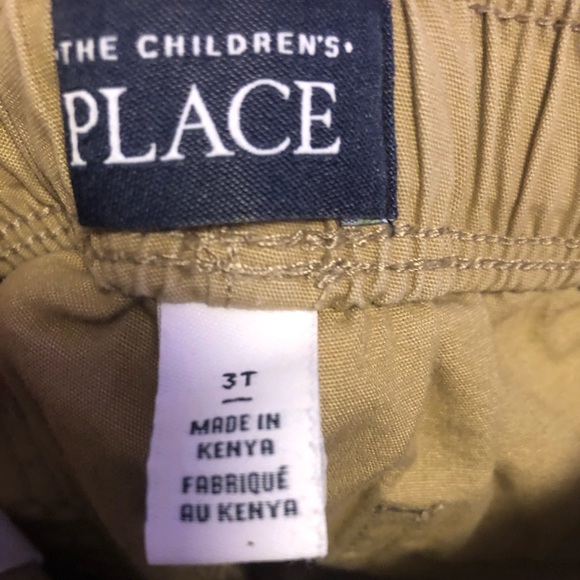 ·THE CHILDREN'S·
PLACE
3T
MADE IN
KENYA
FABRIQUÉ
AU KENYA